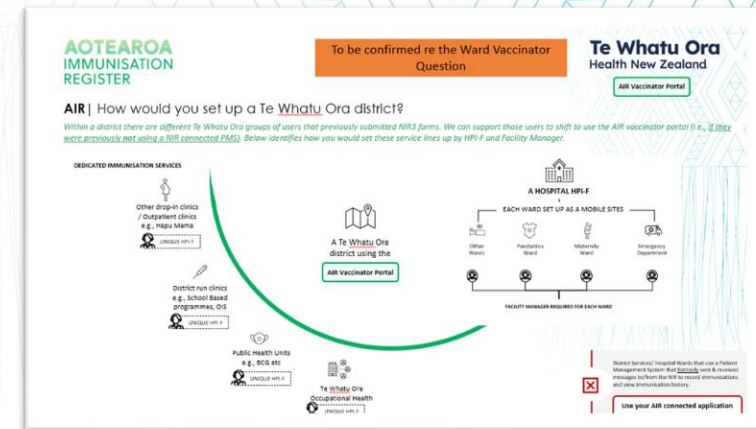 AOTEAROA
IMMUNISATION
REGISTER
To be confirmed re the Ward Vaccinator
Question
Te Whatu Ora
Health New Zealand
AIR Vaccinator Portal
AIR| How would you set up a Te Whatu Ora district?
Within a district there are different Te Whatu Ora groups of users that previously submitted NIR3 forms. We can support those users to shift to use the AIR vaccinator portal (i.e., if they
were previously not using a NIR connected PMS). Below identifies how you would set these service lines up by HPI-F and Facility Manager.
DEDICATED IMMUNISATION SERVICES
Other drop-in clinics
/ Outpatient clinics
e.g., Hapu Mama
UNIQUE HPI-F
District run clinics
e.g., School Based
programmes, OIS
UNIQUE HPI-F
Public Health Units
e.g., BCG etc
UNIQUE HPI-F
Te Whatu Ora
Occupational Health
UNIQUE HPI-F
A Te Whatu Ora
district using the
AIR Vaccinator Portal
A HOSPITAL HPI-F
EACH WARD SET UP AS A MOBILE SITES
Other
Wards
Paediatrics
Ward
Maternity
Ward
Emergency
Department
FACILITY MANAGER REQUIRED FOR EACH WARD
District Services/ Hospital Wards that use a Patient
Management System that formerly sent & received
messages to/from the NIR to record immunisations
and view immunisation history.
Use your AIR connected application